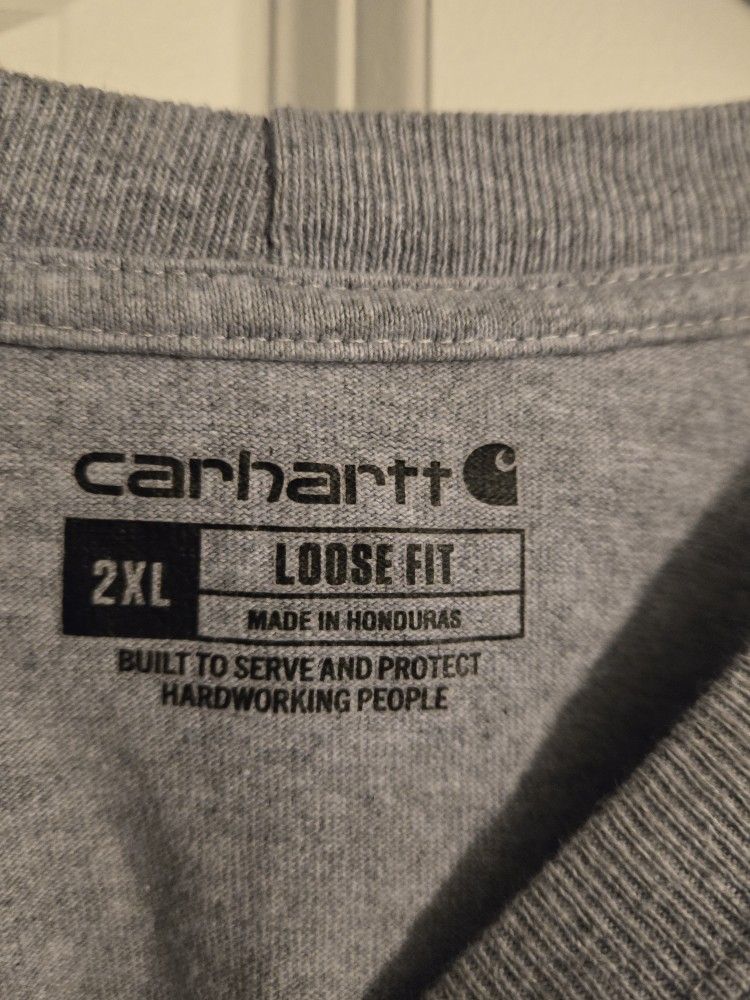 carhartt
2XL
LOOSE FIT
MADE IN HONDURAS
BUILT TO SERVE AND PROTECT
HARDWORKING PEOPLE